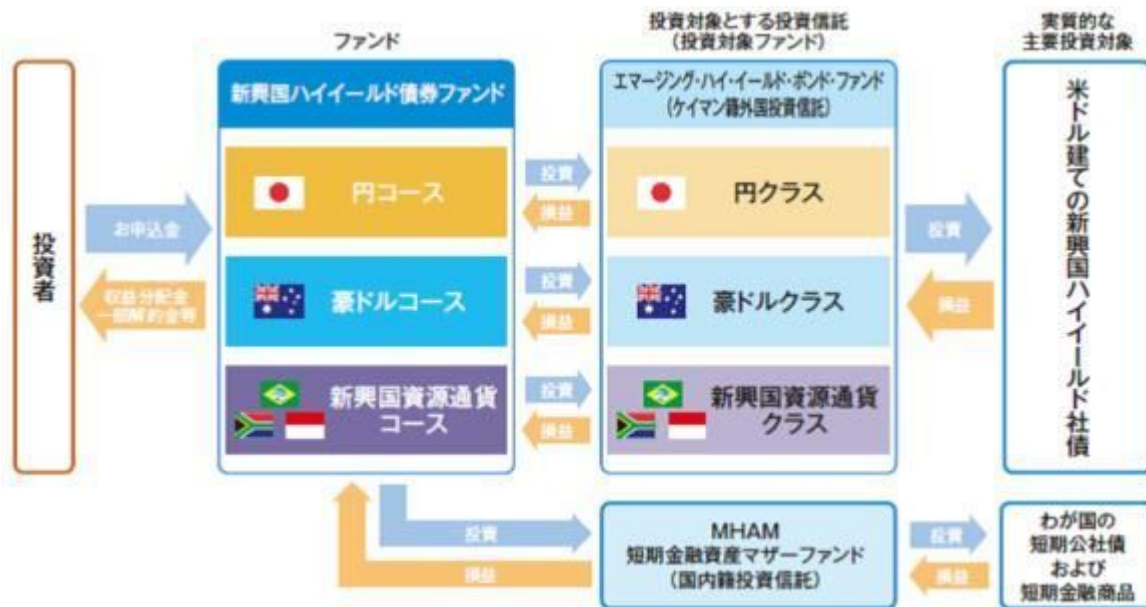 ファンド
投資対象とする投資信託
(投資対象ファンド)
実質的な
主要投資対象
投資者
お申込金
収益分配金
一部解約金等
新興国ハイイールド債券ファンド
円コース
豪ドルコース
新興国資源通貨
コース
投資
損益
投資
損益
投資
損益
エマージング・ハイ・イールド・ボンド・ファンド
(ケイマン籍外国投資信託)
円クラス
豪ドルクラス
新興国資源通貨
クラス
投資
損益
米ドル建ての新興国ハイイールド社債
投資
損益
MHAM
短期金融資産マザーファンド
(国内籍投資信託)
投資
損益
わが国の
短期公社債
および
短期金融商品